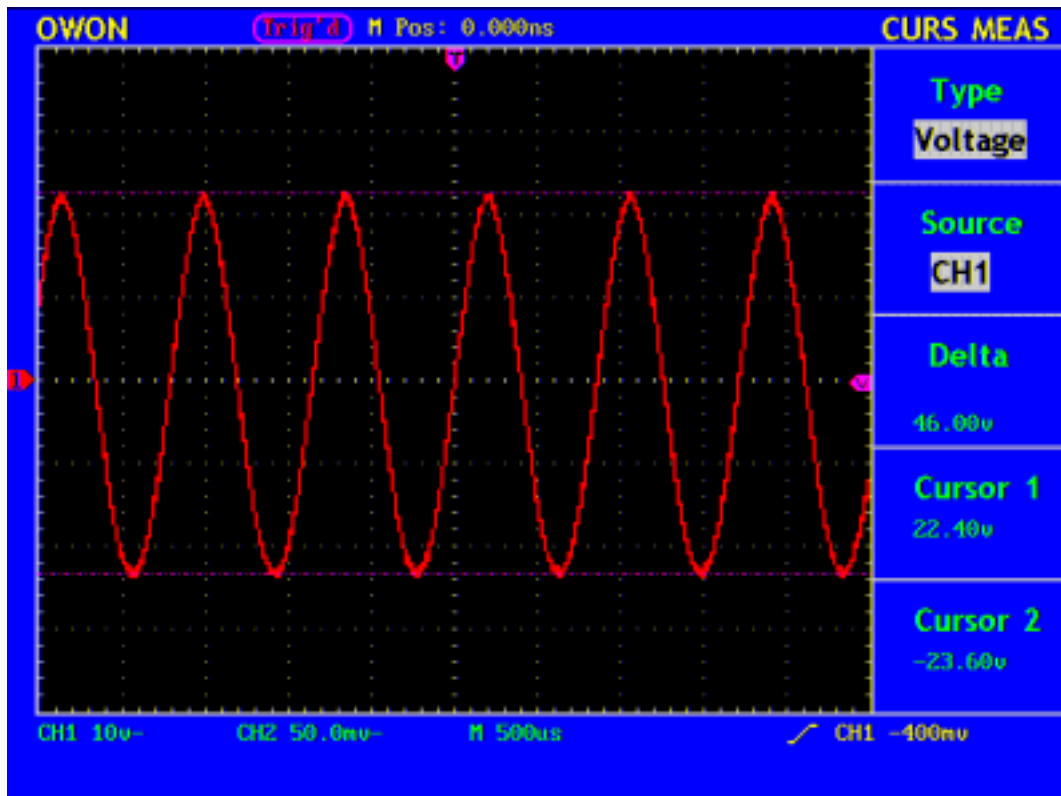 OWON Trig'd M Pos: 0.000ns CURS MEAS
T
Type
Voltage
Source
CH1
1
V
Delta
46.00v
Cursor 1
22.40v
Cursor 2
-23.60v
CH1 10v- CH2 50.0mv- M 500us CH1 -400mv